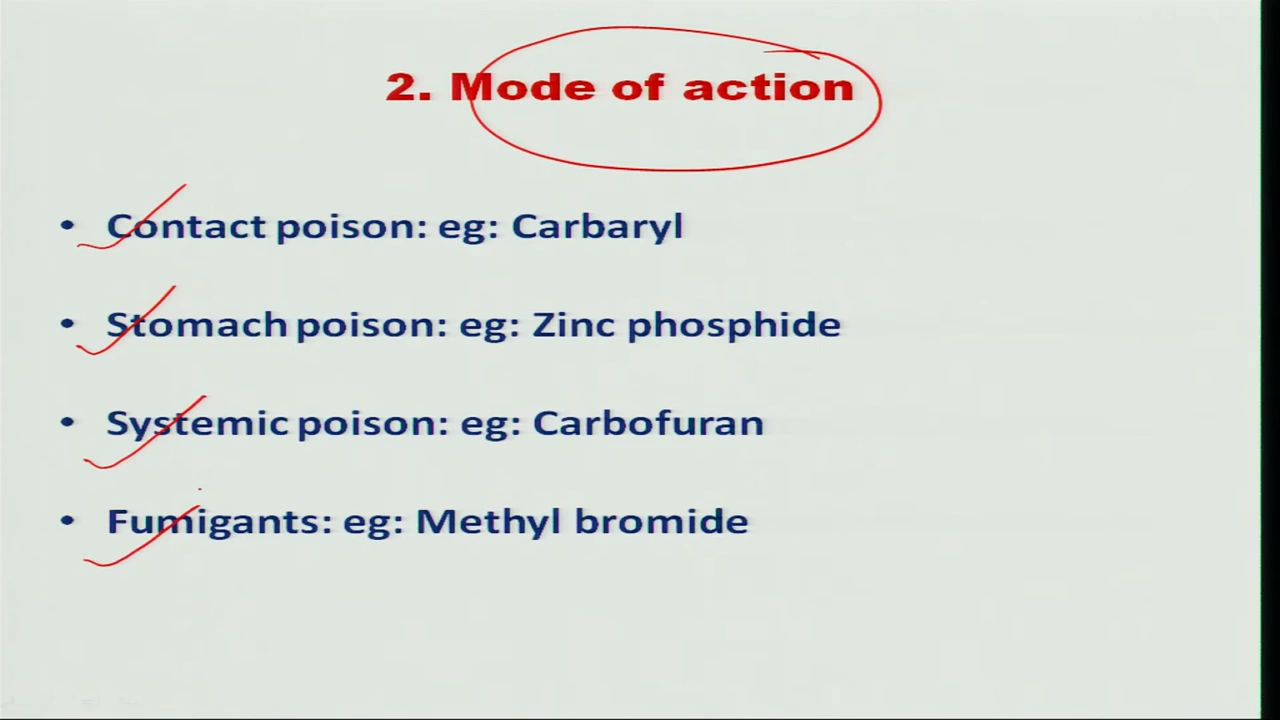 2. Mode of action
• Contact poison: eg: Carbaryl
• Stomach poison: eg: Zinc phosphide
• Systemic poison: eg: Carbofuran
• Fumigants: eg: Methyl bromide